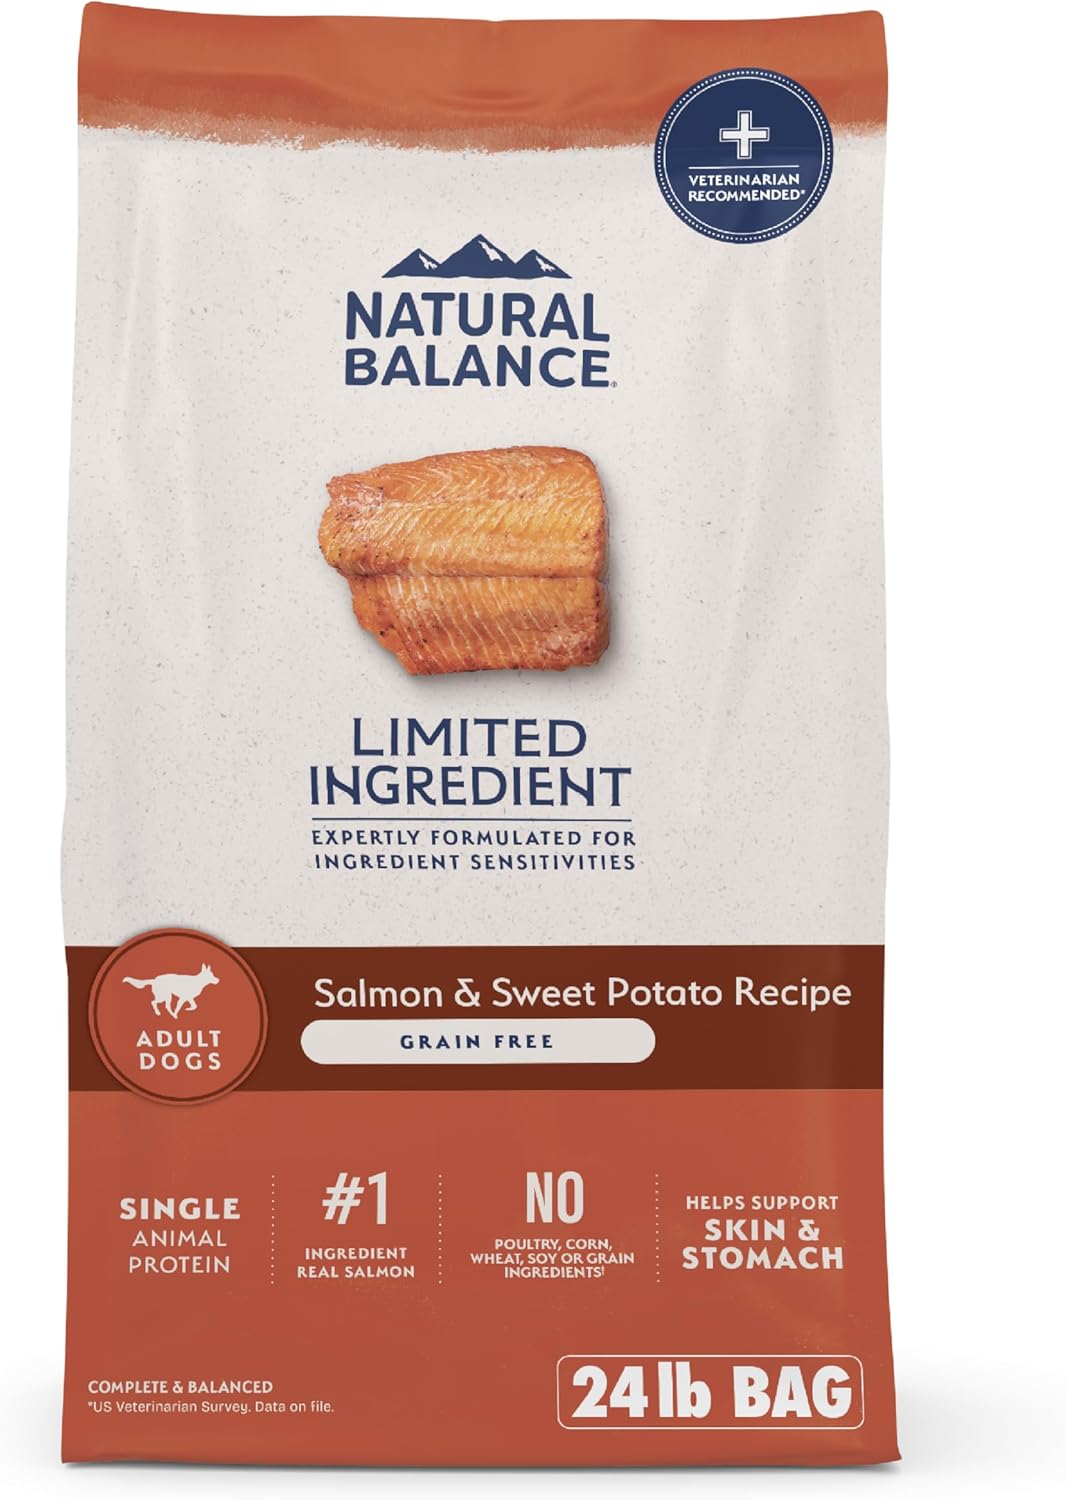 +
VETERINARIAN
RECOMMENDED*
NATURAL
BALANCE®
LIMITED
INGREDIENT
EXPERTLY FORMULATED FOR
INGREDIENT SENSITIVITIES
ADULT
DOGS
Salmon & Sweet Potato Recipe
GRAIN FREE
SINGLE
ANIMAL
PROTEIN
#1
INGREDIENT
REAL SALMON
NO
POULTRY, CORN,
WHEAT, SOY OR GRAIN
INGREDIENTS†
HELPS SUPPORT
SKIN &
STOMACH
COMPLETE & BALANCED
*US Veterinarian Survey. Data on file.
24lb BAG